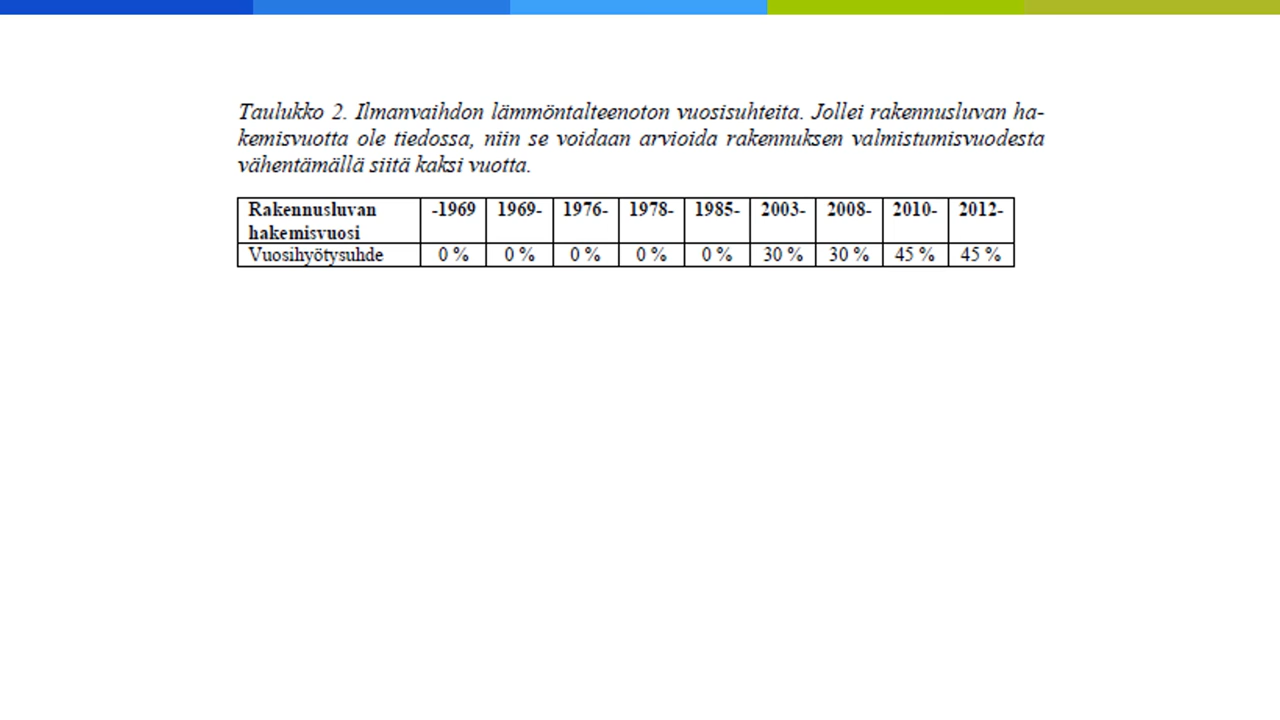 Taulukko 2. Ilmanvaihdon lämmöntalteenoton vuosisuhteita. Jollei rakennusluvan ha-
kemisvuotta ole tiedossa, niin se voidaan arvioida rakennuksen valmistumisvuodesta
vähentämällä siitä kaksi vuotta.
Rakennusluvan hakemisvuosi -1969 1969- 1976- 1978- 1985- 2003- 2008- 2010- 2012-
Vuosihyötysuhde 0 % 0 % 0 % 0 % 0 % 30 % 30 % 45 % 45 %